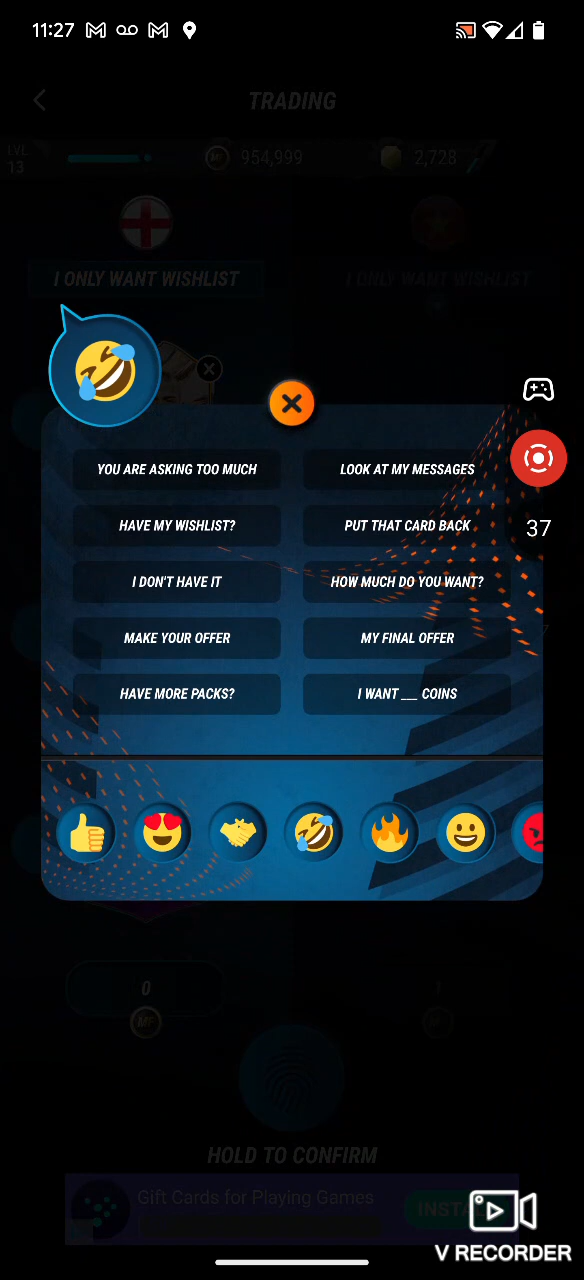 11:27
TRADING
LVL
13
954,999
2,728
I ONLY WANT WISHLIST
I ONLY WANT WISHLIST
YOU ARE ASKING TOO MUCH
LOOK AT MY MESSAGES
37
HAVE MY WISHLIST?
PUT THAT CARD BACK
I DON'T HAVE IT
HOW MUCH DO YOU WANT?
MAKE YOUR OFFER
MY FINAL OFFER
HAVE MORE PACKS?
I WANT ___ COINS
0
MF
HOLD TO CONFIRM
Gift Cards for Playing Games
V RECORDER